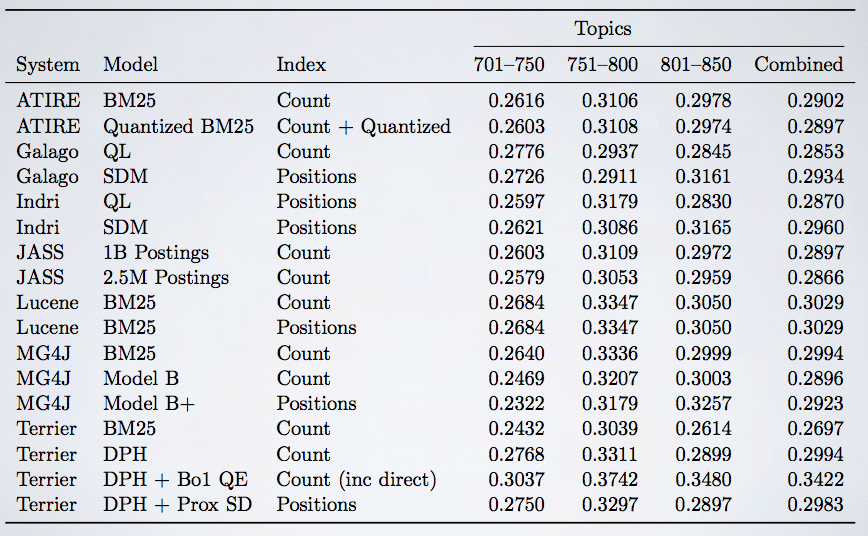 Topics
System Model Index 701–750 751–800 801–850 Combined
ATIRE BM25 Count 0.2616 0.3106 0.2978 0.2902
ATIRE Quantized BM25 Count + Quantized 0.2603 0.3108 0.2974 0.2897
Galago QL Count 0.2776 0.2937 0.2845 0.2853
Galago SDM Positions 0.2726 0.2911 0.3161 0.2934
Indri QL Positions 0.2597 0.3179 0.2830 0.2870
Indri SDM Positions 0.2621 0.3086 0.3165 0.2960
JASS 1B Postings Count 0.2603 0.3109 0.2972 0.2897
JASS 2.5M Postings Count 0.2579 0.3053 0.2959 0.2866
Lucene BM25 Count 0.2684 0.3347 0.3050 0.3029
Lucene BM25 Positions 0.2684 0.3347 0.3050 0.3029
MG4J BM25 Count 0.2640 0.3336 0.2999 0.2994
MG4J Model B Count 0.2469 0.3207 0.3003 0.2896
MG4J Model B+ Positions 0.2322 0.3179 0.3257 0.2923
Terrier BM25 Count 0.2432 0.3039 0.2614 0.2697
Terrier DPH Count 0.2768 0.3311 0.2899 0.2994
Terrier DPH + Bo1 QE Count (inc direct) 0.3037 0.3742 0.3480 0.3422
Terrier DPH + Prox SD Positions 0.2750 0.3297 0.2897 0.2983